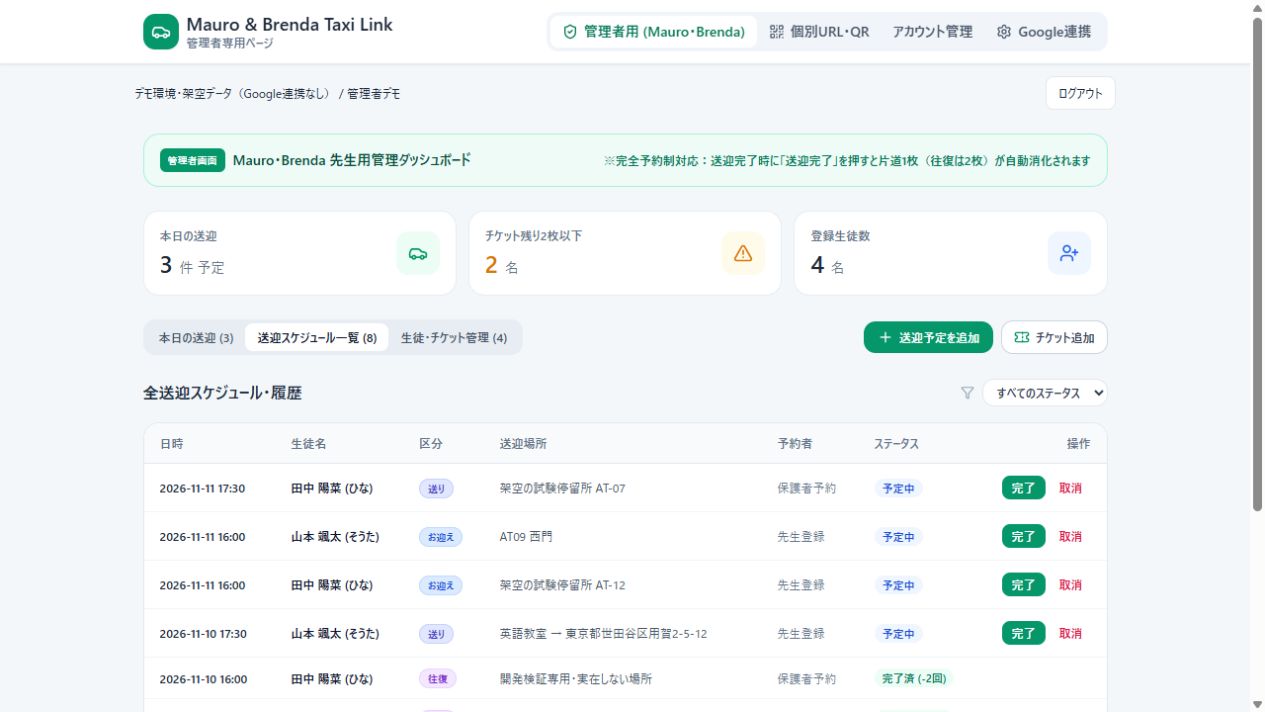 Mauro & Brenda Taxi Link
管理者専用ページ
管理者用 (Mauro・Brenda)
個別URL・QR
アカウント管理
Google連携
デモ環境・架空データ（Google連携なし） / 管理者デモ
ログアウト
管理者画面 Mauro・Brenda 先生用管理ダッシュボード
※完全予約制対応：送迎完了時に「送迎完了」を押すと片道1枚（往復は2枚）が自動消化されます
本日の送迎
3 件 予定
チケット残り2枚以下
2 名
登録生徒数
4 名
本日の送迎 (3)
送迎スケジュール一覧 (8)
生徒・チケット管理 (4)
＋ 送迎予定を追加
チケット追加
全送迎スケジュール・履歴
すべてのステータス
日時 生徒名 区分 送迎場所 予約者 ステータス 操作
2026-11-11 17:30 田中 陽菜 (ひな) 送り 架空の試験停留所 AT-07 保護者予約 予定中 完了 取消
2026-11-11 16:00 山本 颯太 (そうた) お迎え AT09 西門 先生登録 予定中 完了 取消
2026-11-11 16:00 田中 陽菜 (ひな) お迎え 架空の試験停留所 AT-12 先生登録 予定中 完了 取消
2026-11-10 17:30 山本 颯太 (そうた) 送り 英語教室 → 東京都世田谷区用賀2-5-12 先生登録 予定中 完了 取消
2026-11-10 16:00 田中 陽菜 (ひな) 往復 開発検証専用・実在しない場所 保護者予約 完了済 (-2回)